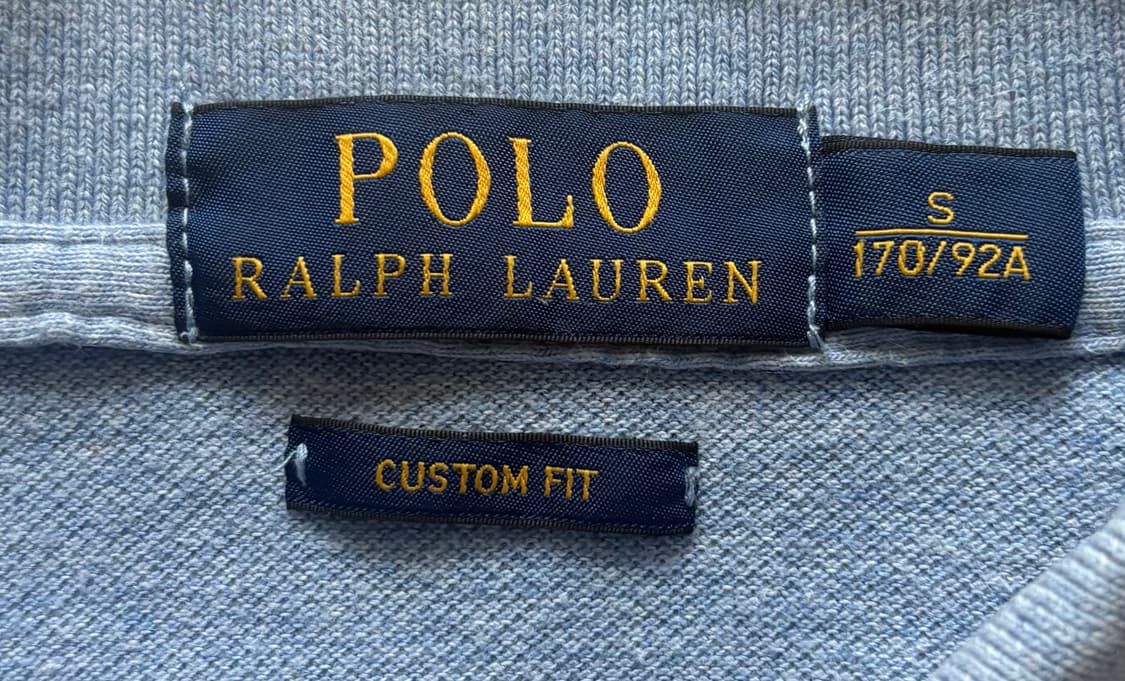 POLO
RALPH LAUREN
S
170/92A
CUSTOM FIT